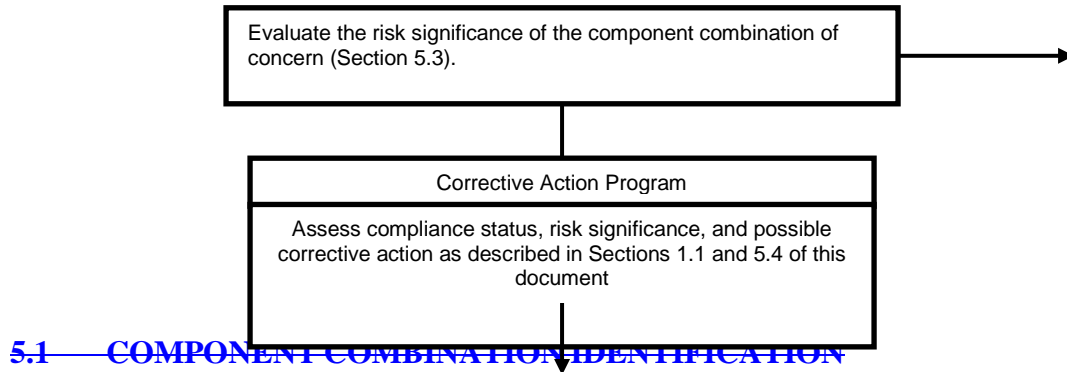 Evaluate the risk significance of the component combination of
concern (Section 5.3).
Corrective Action Program
Assess compliance status, risk significance, and possible
corrective action as described in Sections 1.1 and 5.4 of this
document
5.1 COMPONENT COMBINATION IDENTIFICATION